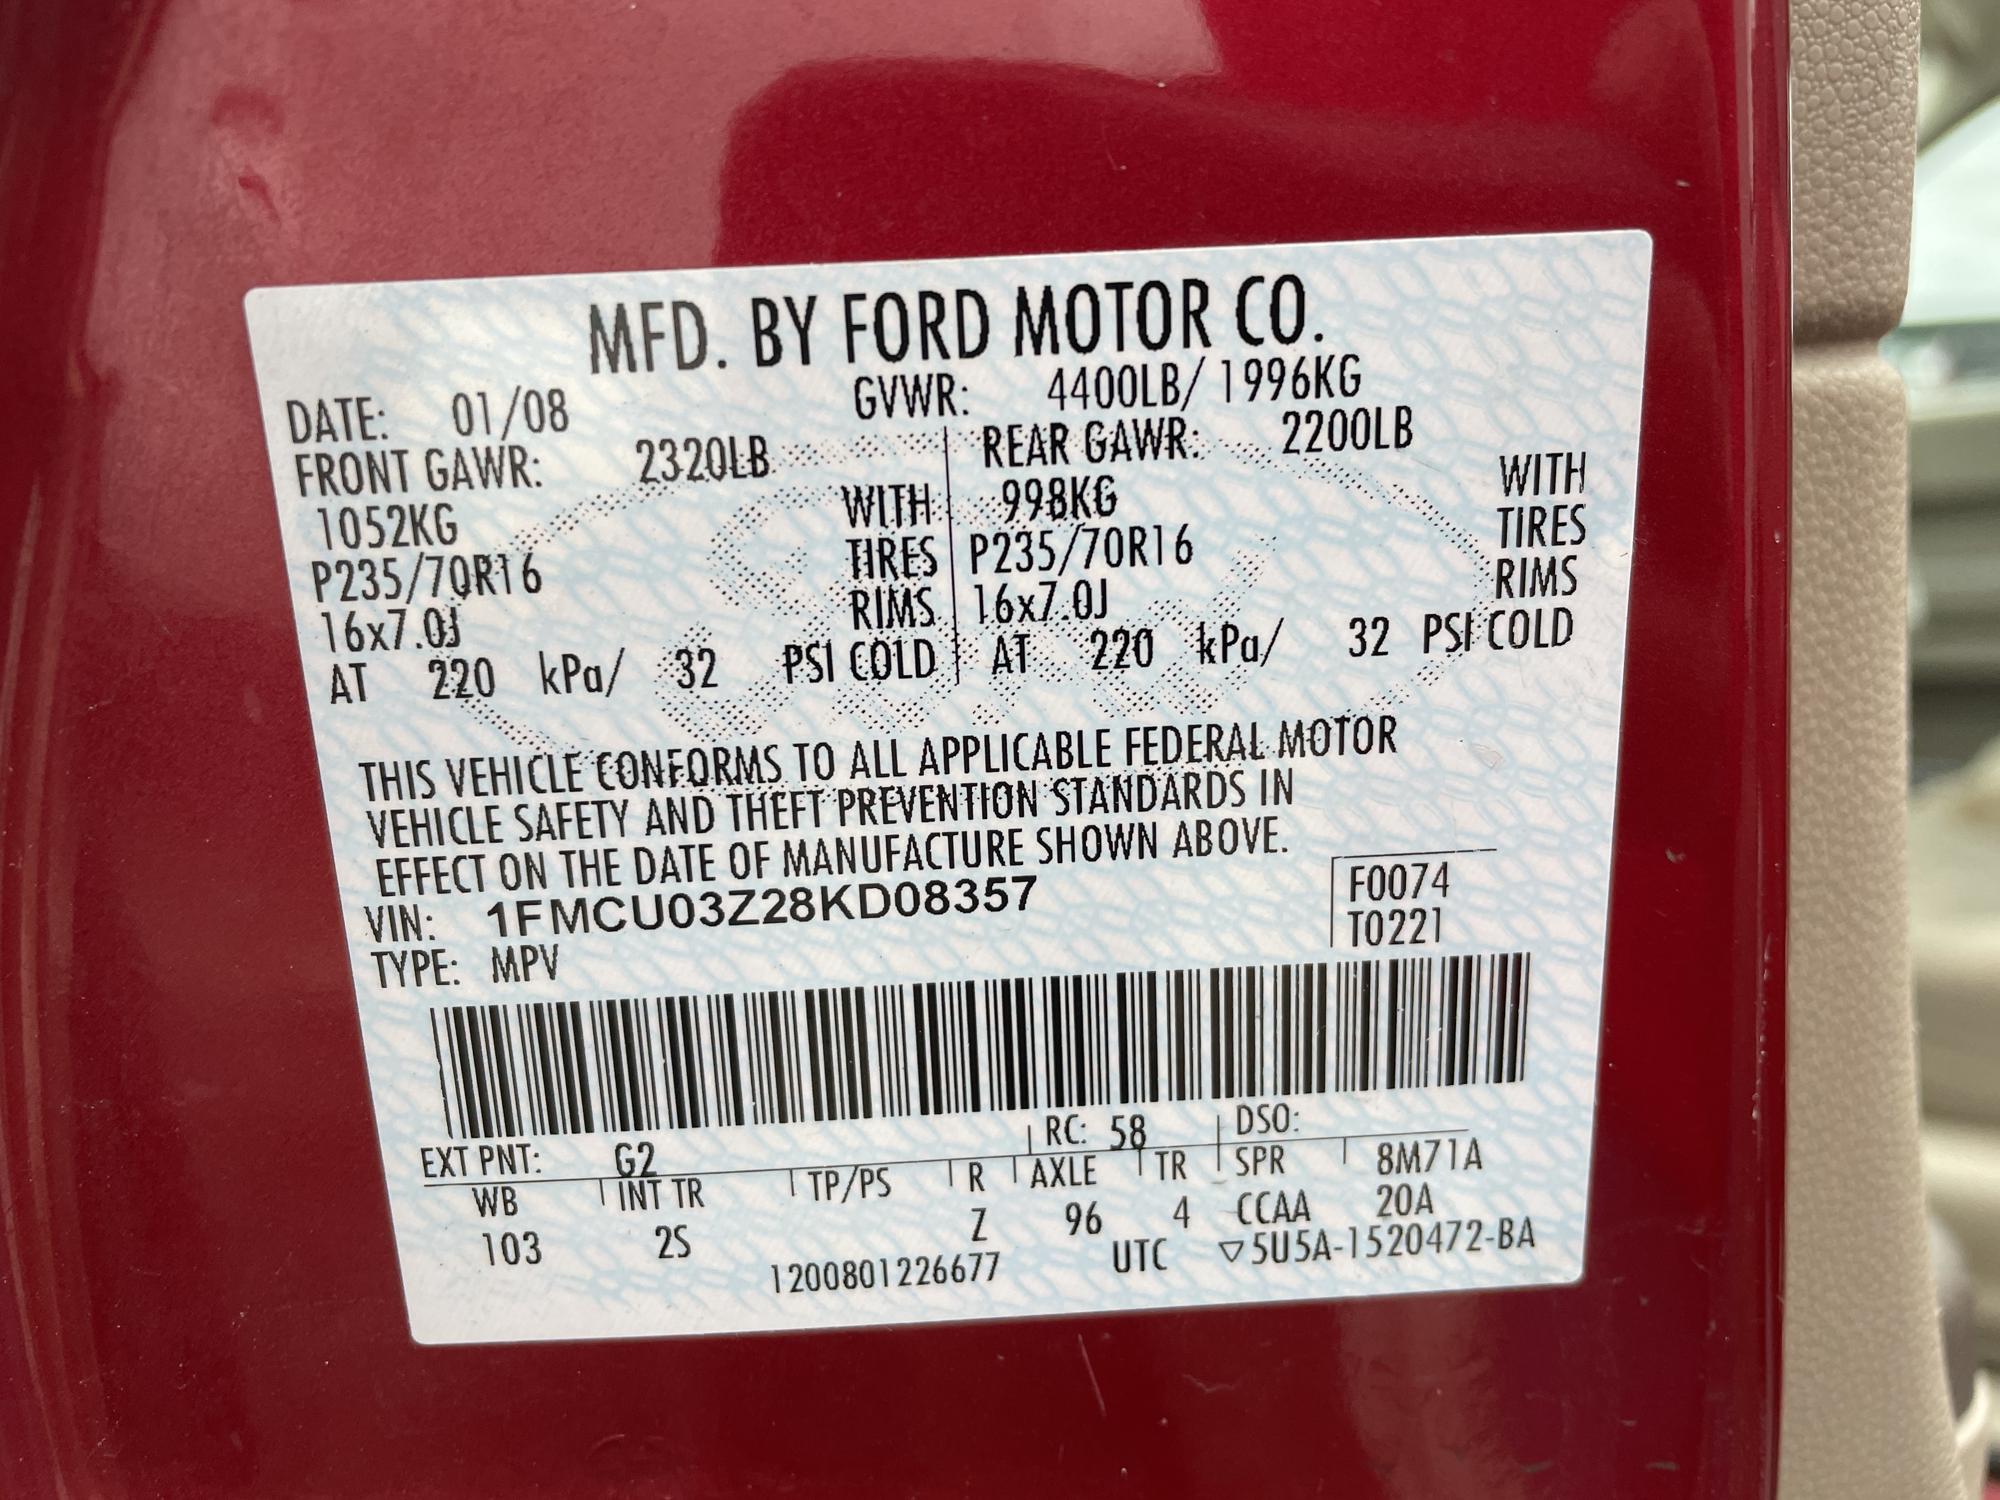 MFD. BY FORD MOTOR CO.
DATE: 01/08 GVWR: 4400LB/ 1996KG
FRONT GAWR: 2320LB REAR GAWR: 2200LB
1052KG WITH 998KG WITH
P235/70R16 TIRES P235/70R16 TIRES
16x7.0J RIMS 16x7.0J RIMS
AT 220 kPa/ 32 PSI COLD AT 220 kPa/ 32 PSI COLD
THIS VEHICLE CONFORMS TO ALL APPLICABLE FEDERAL MOTOR
VEHICLE SAFETY AND THEFT PREVENTION STANDARDS IN
EFFECT ON THE DATE OF MANUFACTURE SHOWN ABOVE.
VIN: 1FMCU03Z28KD08357 F0074
TYPE: MPV T0221
EXT PNT: G2 RC: 58 DSO:
WB INT TR TP/PS R AXLE TR SPR 8M71A
103 2S Z 96 4 CCAA 20A
1200801226677 UTC ▽5U5A-1520472-BA